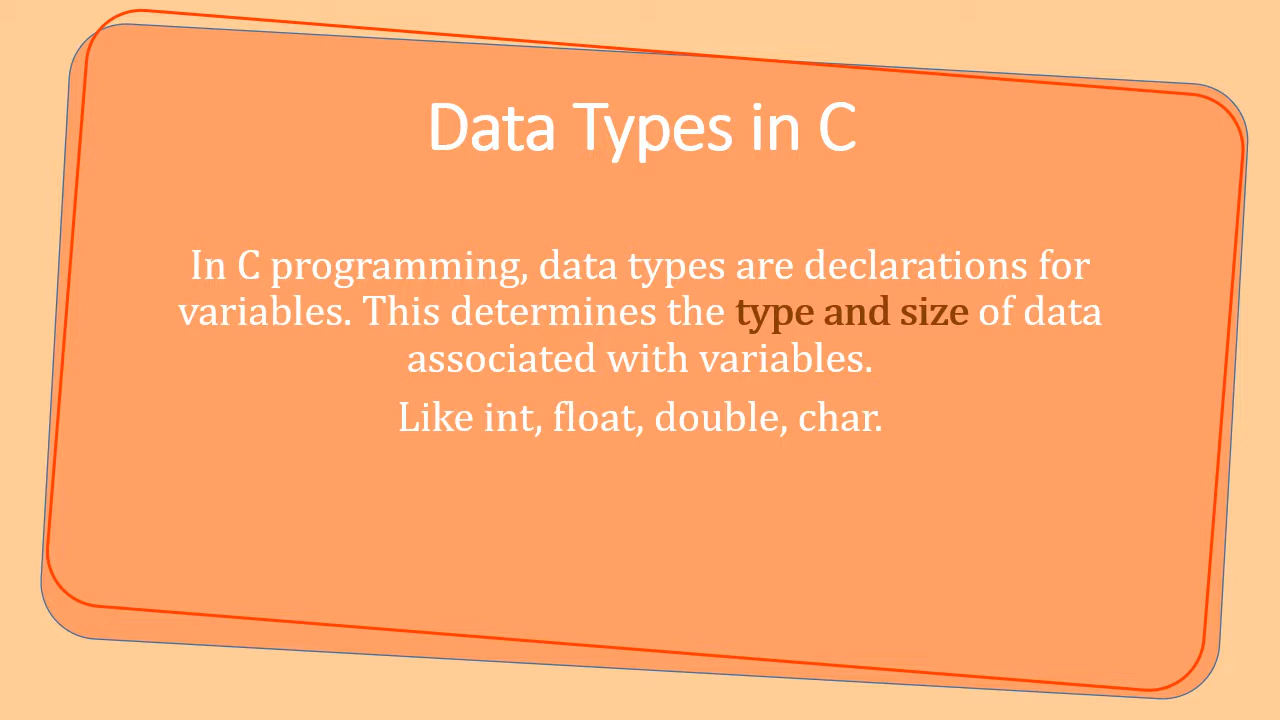 Data Types in C
In C programming, data types are declarations for
variables. This determines the type and size of data
associated with variables.
Like int, float, double, char.